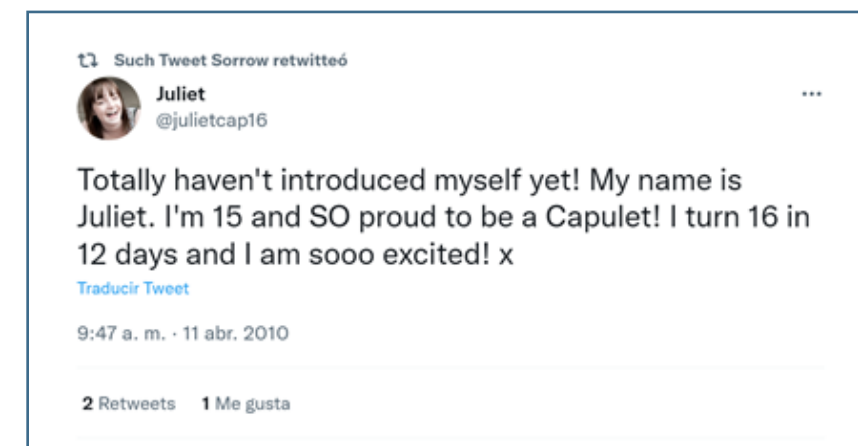 Such Tweet Sorrow retwitteó
Juliet
@julietcap16
Totally haven't introduced myself yet! My name is
Juliet. I'm 15 and SO proud to be a Capulet! I turn 16 in
12 days and I am sooo excited! x
Traducir Tweet
9:47 a. m. · 11 abr. 2010
2 Retweets 1 Me gusta